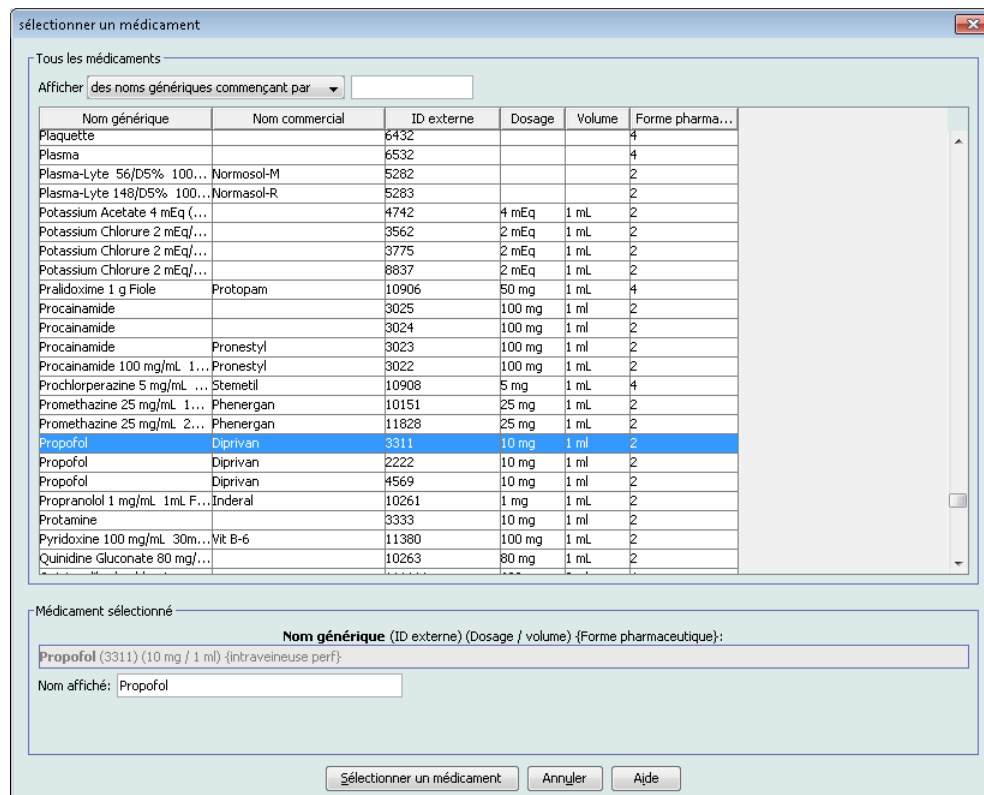 sélectionner un médicament
Tous les médicaments
Afficher des noms génériques commençant par
Nom générique Nom commercial ID externe Dosage Volume Forme pharma...
Plaquette 6432 4
Plasma 6532 4
Plasma-Lyte 56/D5% 100... Normosol-M 5282 2
Plasma-Lyte 148/D5% 100... Normasol-R 5283 2
Potassium Acetate 4 mEq (... 4742 4 mEq 1 mL 2
Potassium Chlorure 2 mEq/... 3562 2 mEq 1 mL 2
Potassium Chlorure 2 mEq/... 3775 2 mEq 1 mL 2
Potassium Chlorure 2 mEq/... 8837 2 mEq 1 mL 2
Pralidoxime 1 g Fiole Protopam 10906 50 mg 1 mL 4
Procainamide 3025 100 mg 1 ml 2
Procainamide 3024 100 mg 1 ml 2
Procainamide Pronestyl 3023 100 mg 1 ml 2
Procainamide 100 mg/mL 1... Pronestyl 3022 100 mg 1 mL 2
Prochlorperazine 5 mg/mL ... Stemetil 10908 5 mg 1 mL 4
Promethazine 25 mg/mL 1... Phenergan 10151 25 mg 1 mL 2
Promethazine 25 mg/mL 2... Phenergan 11828 25 mg 1 mL 2
Propofol Diprivan 3311 10 mg 1 ml 2
Propofol Diprivan 2222 10 mg 1 ml 2
Propofol Diprivan 4569 10 mg 1 ml 2
Propranolol 1 mg/mL 1mL F... Inderal 10261 1 mg 1 mL 2
Protamine 3333 10 mg 1 ml 2
Pyridoxine 100 mg/mL 30m... Vit B-6 11380 100 mg 1 mL 2
Quinidine Gluconate 80 mg/... 10263 80 mg 1 mL 2
Médicament sélectionné
Nom générique (ID externe) (Dosage / volume) {Forme pharmaceutique}:
Propofol (3311) (10 mg / 1 ml) {intraveineuse perf}
Nom affiché: Propofol
Sélectionner un médicament Annuler Aide